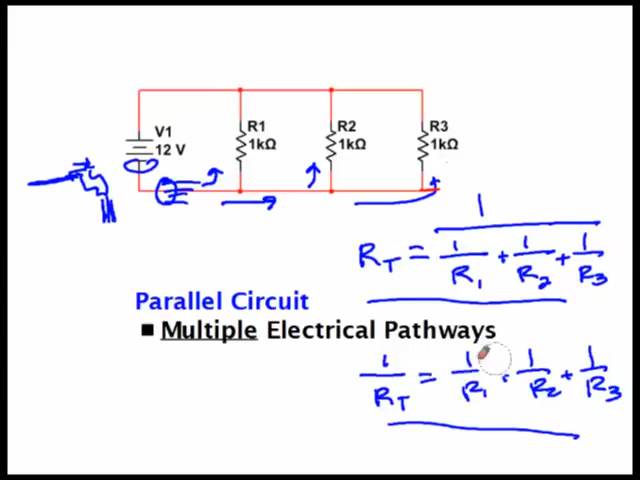 V1
12 V
R1
1kΩ
R2
1kΩ
R3
1kΩ
R_T = 1 / (1/R_1 + 1/R_2 + 1/R_3)
Parallel Circuit
■ Multiple Electrical Pathways
1/R_T = 1/R_1 + 1/R_2 + 1/R_3